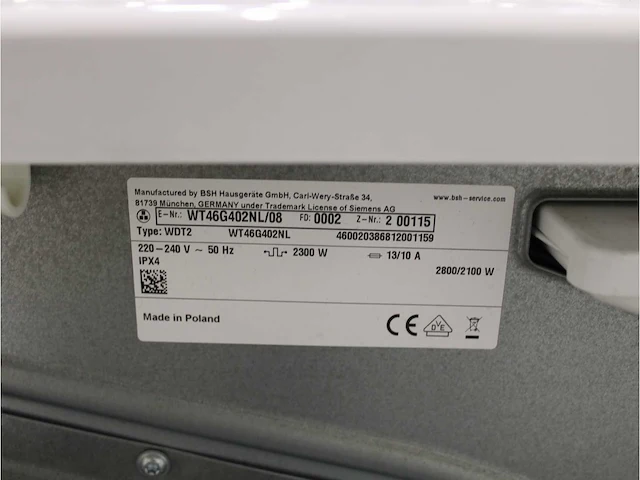 Manufactured by BSH Hausgeräte GmbH, Carl-Wery-Straße 34,
81739 München, GERMANY under Trademark License of Siemens AG
www.bsh-service.com
E-Nr.: WT46G402NL/08 FD: 0002 Z-Nr.: 2 00115
Type: WDT2 WT46G402NL 460020386812001159
220-240 V ~ 50 Hz 2300 W 13/10 A
IPX4 2800/2100 W
Made in Poland CE VDE